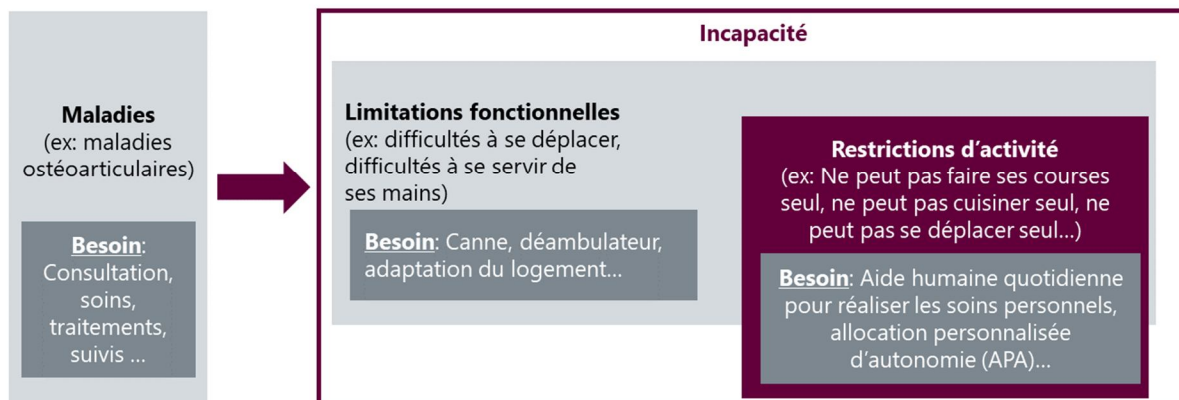 Maladies
(ex: maladies
ostéoarticulaires)
Besoin:
Consultation,
soins,
traitements,
suivis ...
Incapacité
Limitations fonctionnelles
(ex: difficultés à se déplacer,
difficultés à se servir de
ses mains)
Besoin: Canne, déambulateur,
adaptation du logement...
Restrictions d’activité
(ex: Ne peut pas faire ses courses
seul, ne peut pas cuisiner seul, ne
peut pas se déplacer seul...)
Besoin: Aide humaine quotidienne
pour réaliser les soins personnels,
allocation personnalisée
d’autonomie (APA)...